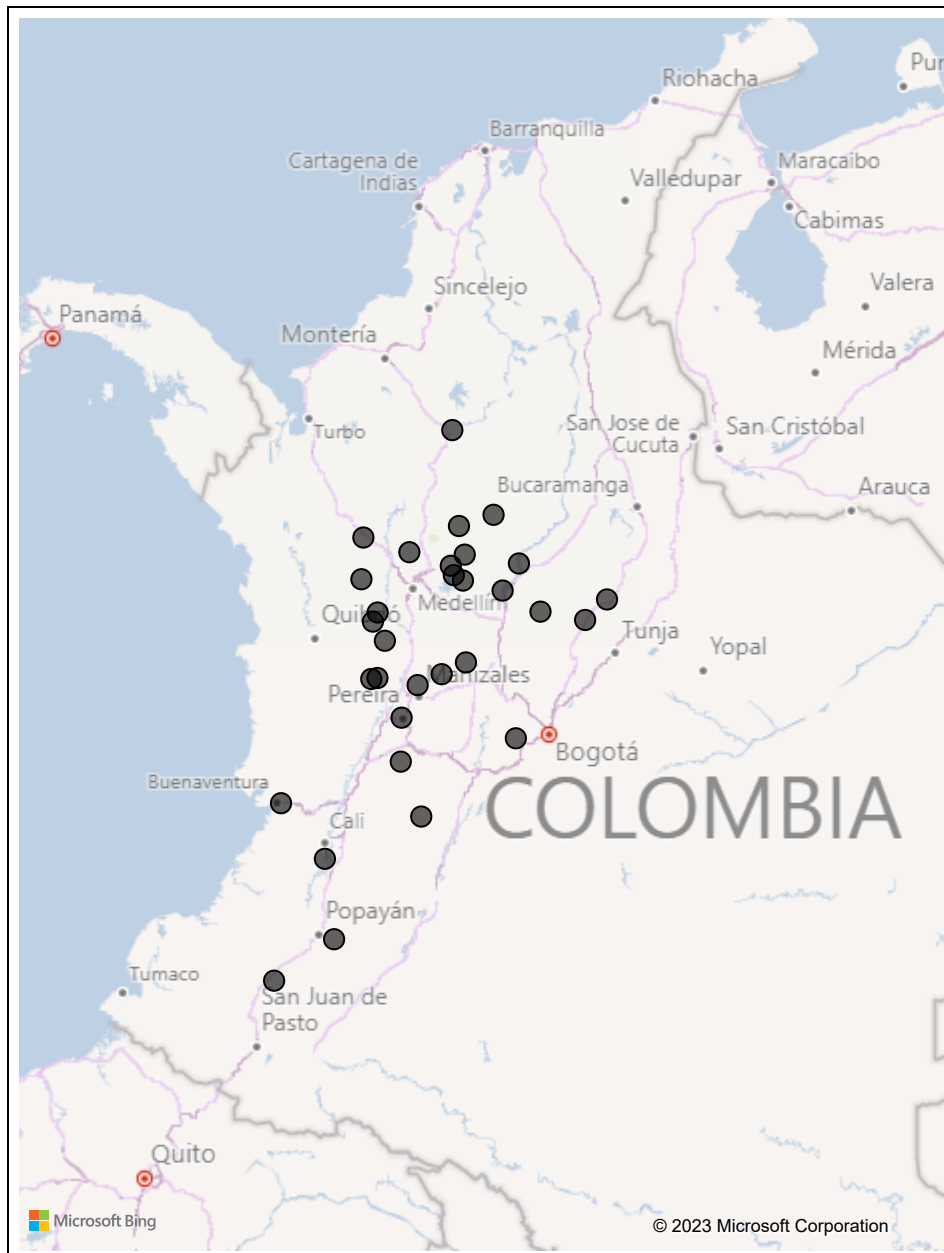 Riohacha
Pur
Barranquilla
Cartagena de
Indias
Maracaibo
Valledupar
Cabimas
Sincelejo
Valera
Panamá
Montería
Mérida
San Jose de
Cucuta
San Cristóbal
Turbo
Bucaramanga
Arauca
Medellín
Quibdó
Tunja
Yopal
Manizales
Pereira
Bogotá
Buenaventura
COLOMBIA
Cali
Popayán
Tumaco
San Juan de
Pasto
Quito
Microsoft Bing
© 2023 Microsoft Corporation